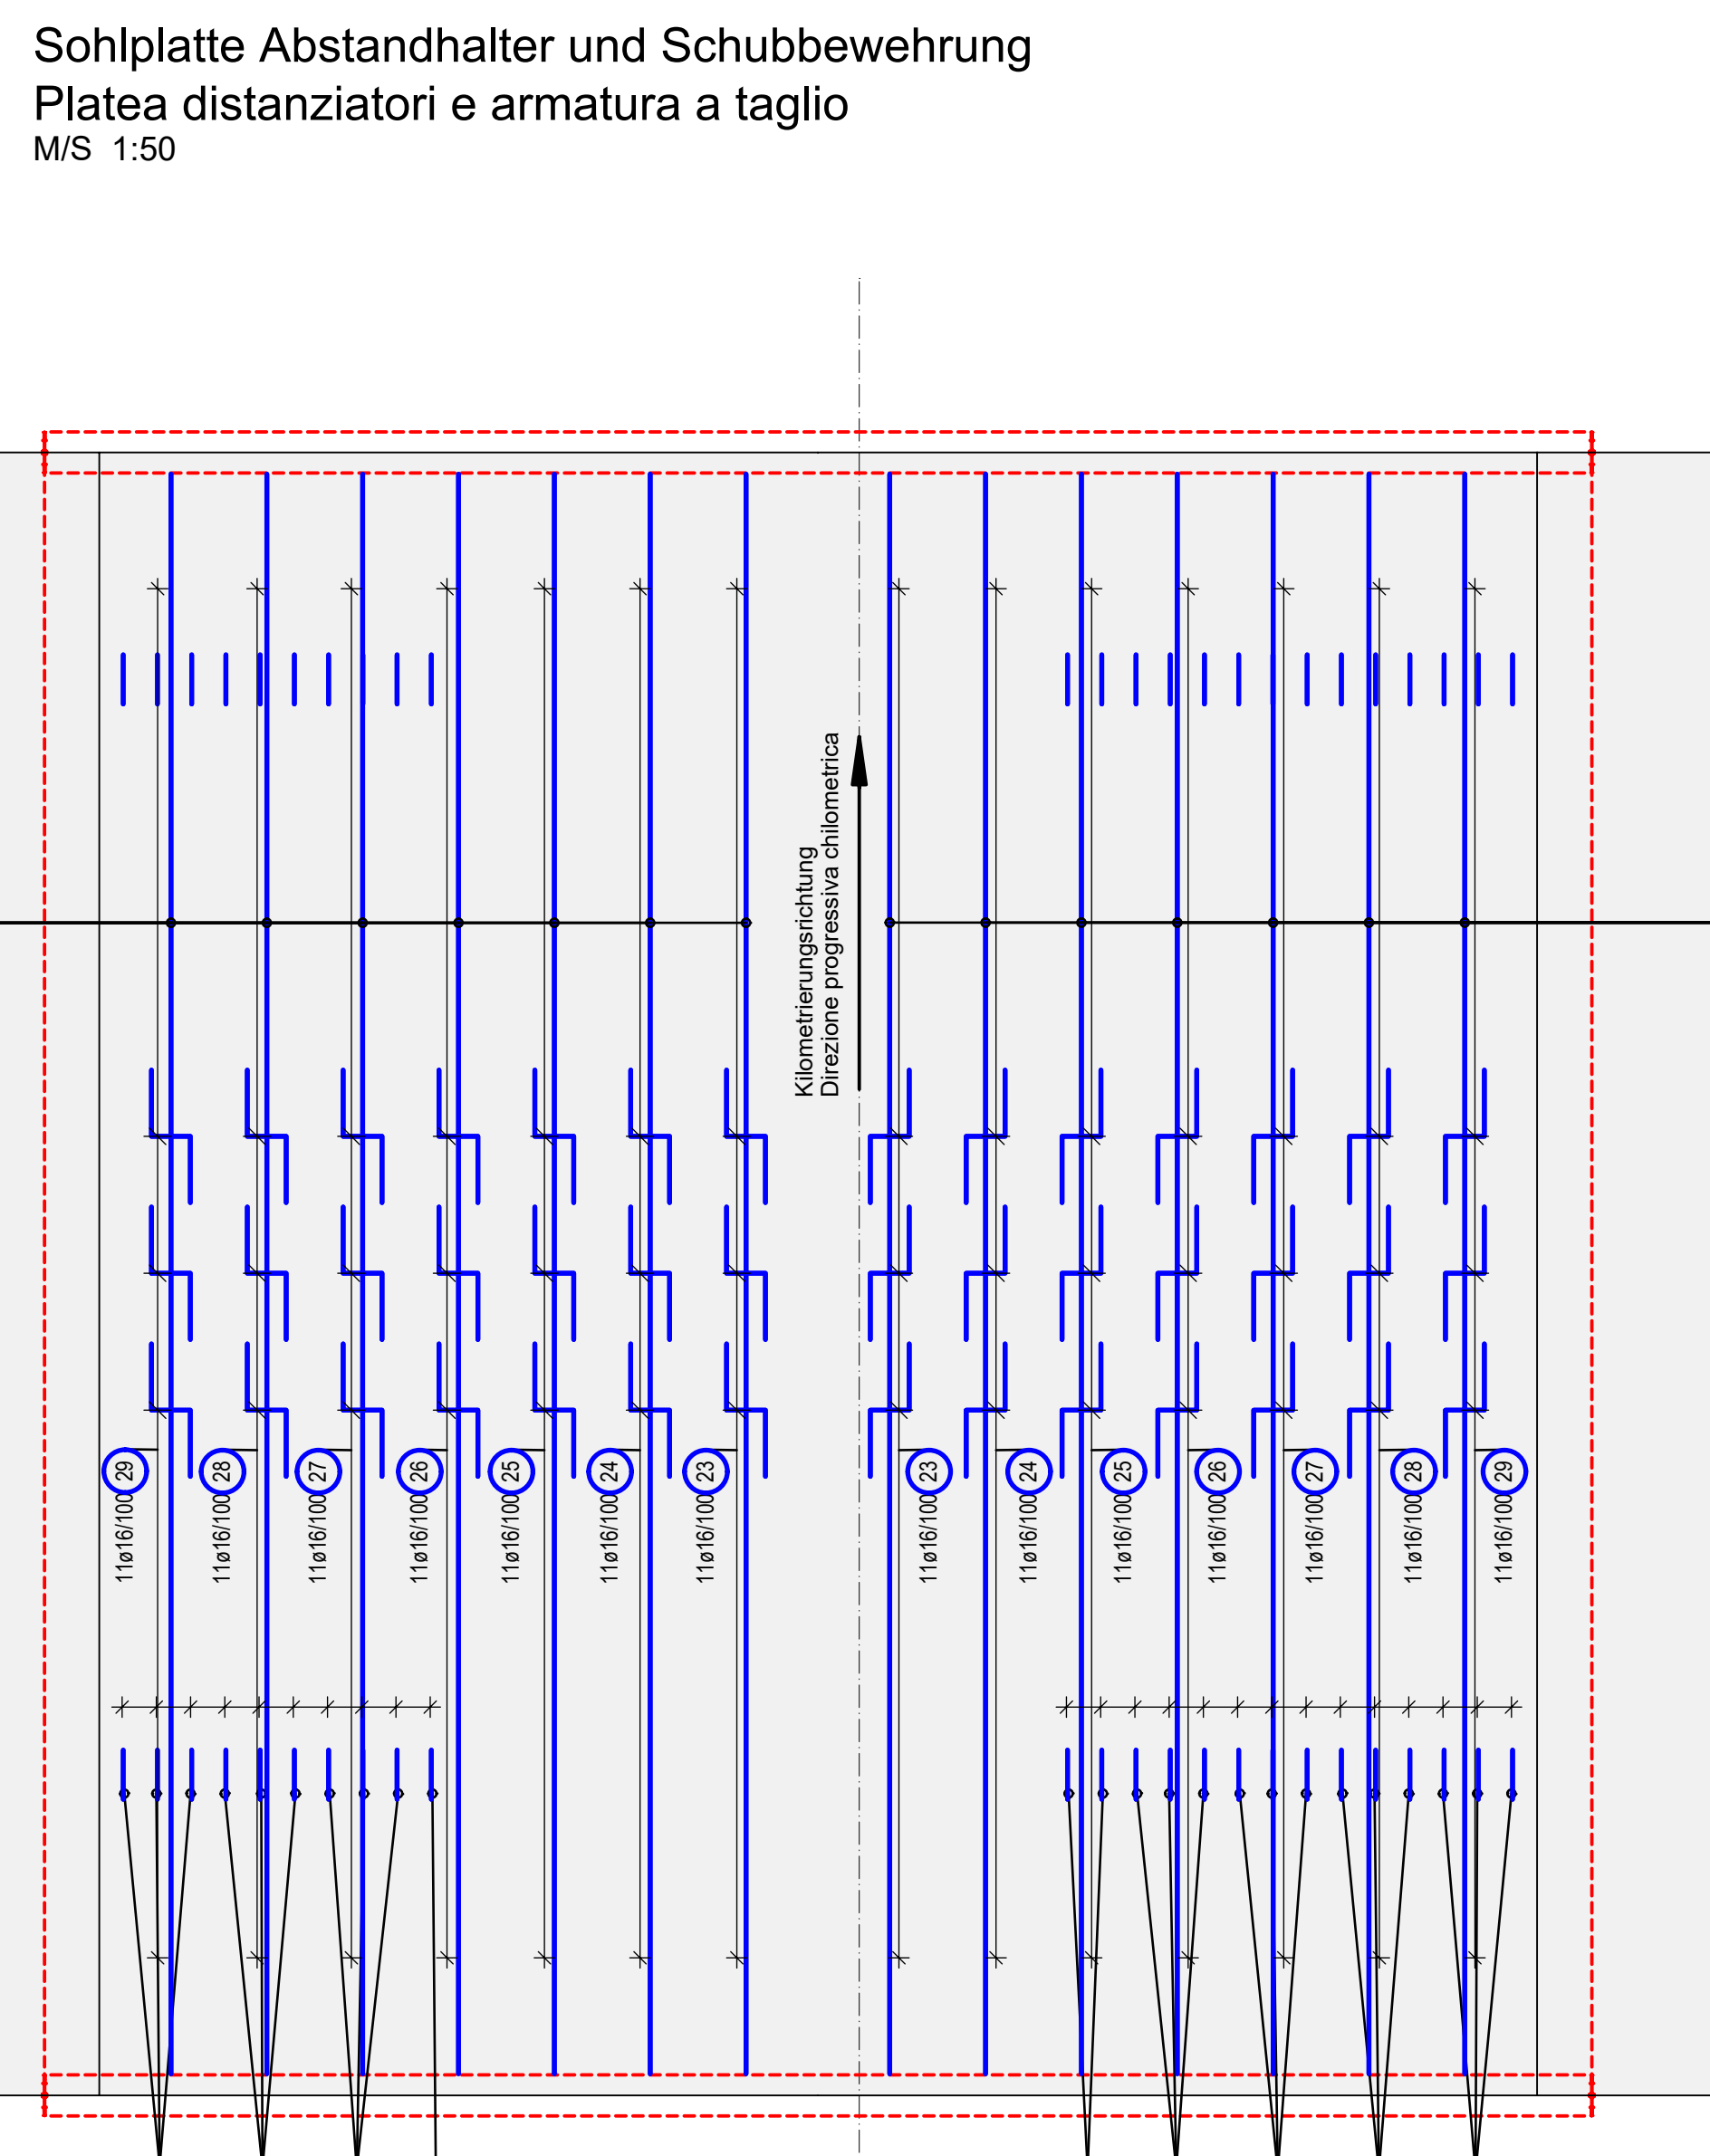 Sohlplatte Abstandhalter und Schubbewehrung
Platea distanziatori e armatura a taglio
M/S 1:50
Kilometrierungsrichtung
Direzione progressiva chilometrica
29
11ø16/100
28
11ø16/100
27
11ø16/100
26
11ø16/100
25
11ø16/100
24
11ø16/100
23
11ø16/100
23
11ø16/100
24
11ø16/100
25
11ø16/100
26
11ø16/100
27
11ø16/100
28
11ø16/100
29
11ø16/100